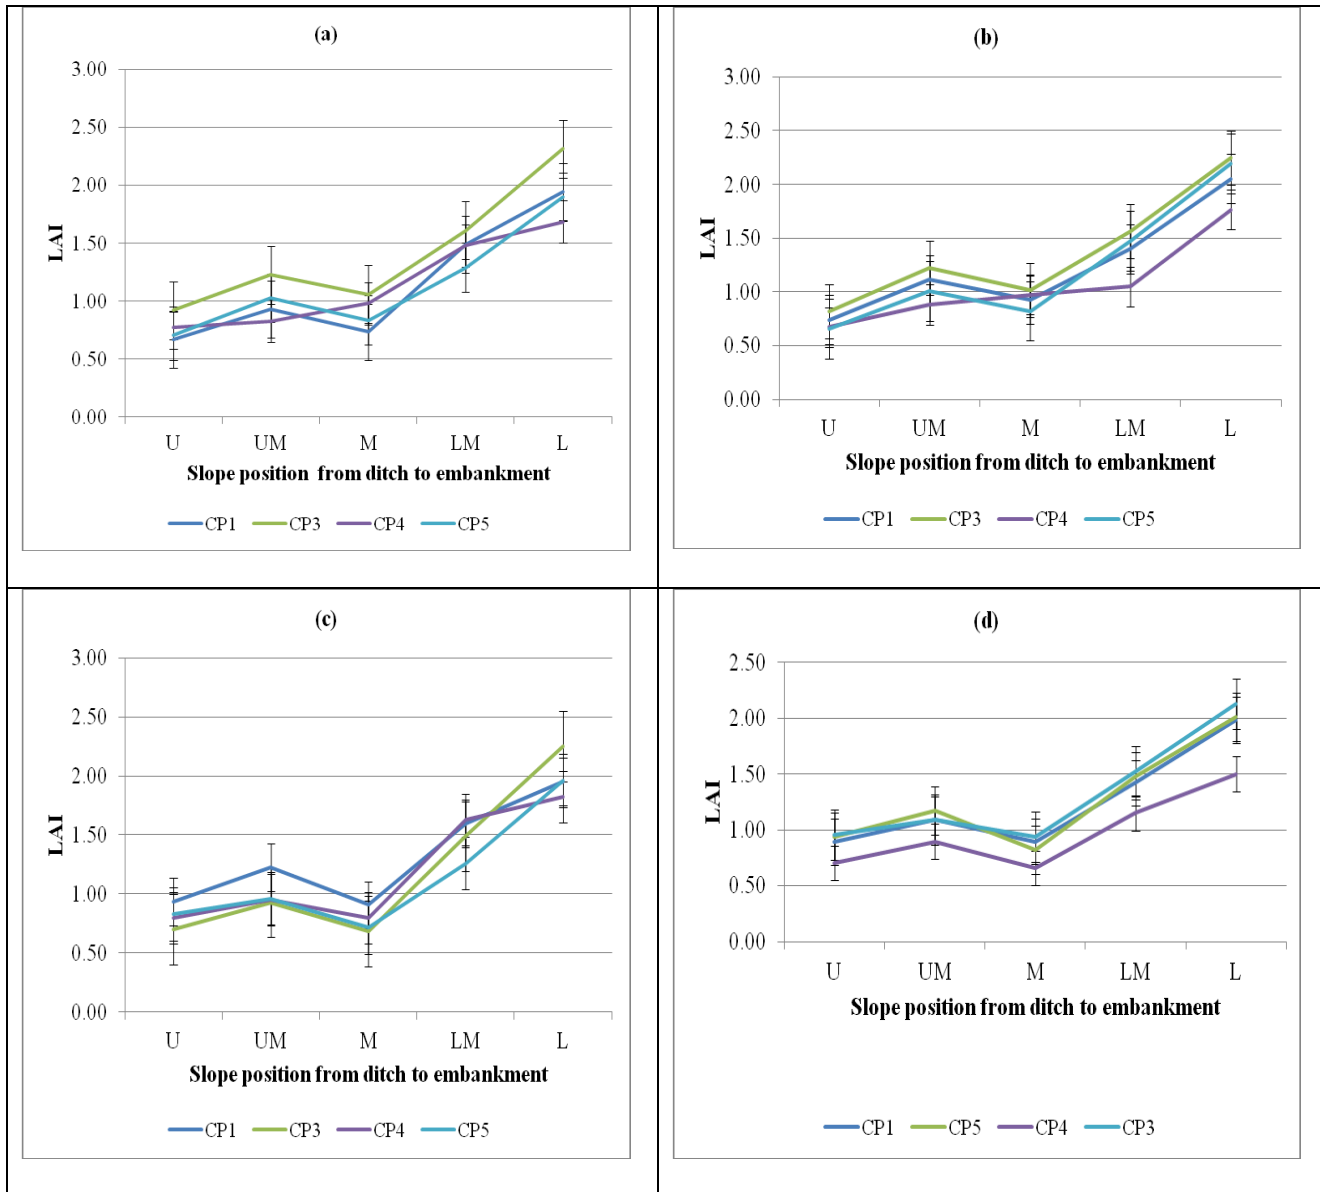 (a)
3.00
2.50
2.00
1.50
1.00
0.50
0.00
LAI
U UM M LM L
Slope position from ditch to embankment
CP1 CP3 CP4 CP5
(b)
3.00
2.50
2.00
1.50
1.00
0.50
0.00
LAI
U UM M LM L
Slope position from ditch to embankment
CP1 CP3 CP4 CP5
(c)
3.00
2.50
2.00
1.50
1.00
0.50
0.00
LAI
U UM M LM L
Slope position from ditch to embankment
CP1 CP3 CP4 CP5
(d)
2.50
2.00
1.50
1.00
0.50
0.00
LAI
U UM M LM L
Slope position from ditch to embankment
CP1 CP5 CP4 CP3